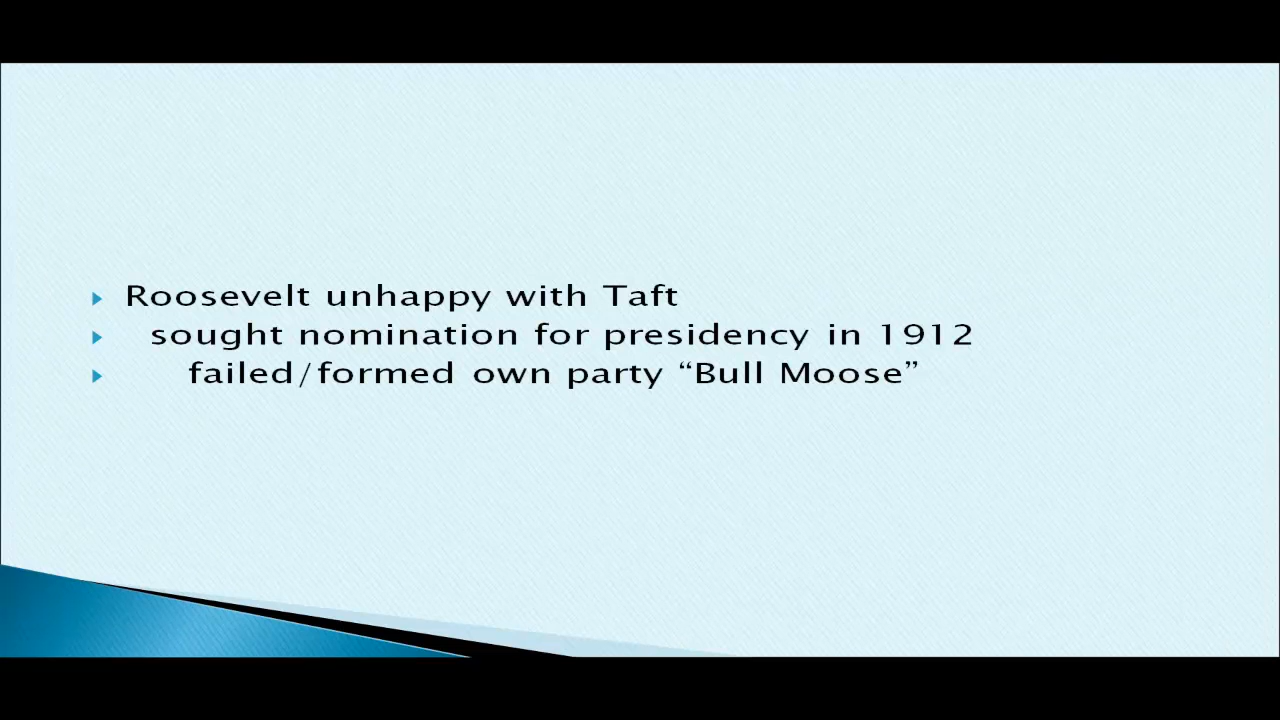 Roosevelt unhappy with Taft
sought nomination for presidency in 1912
failed/formed own party “Bull Moose”